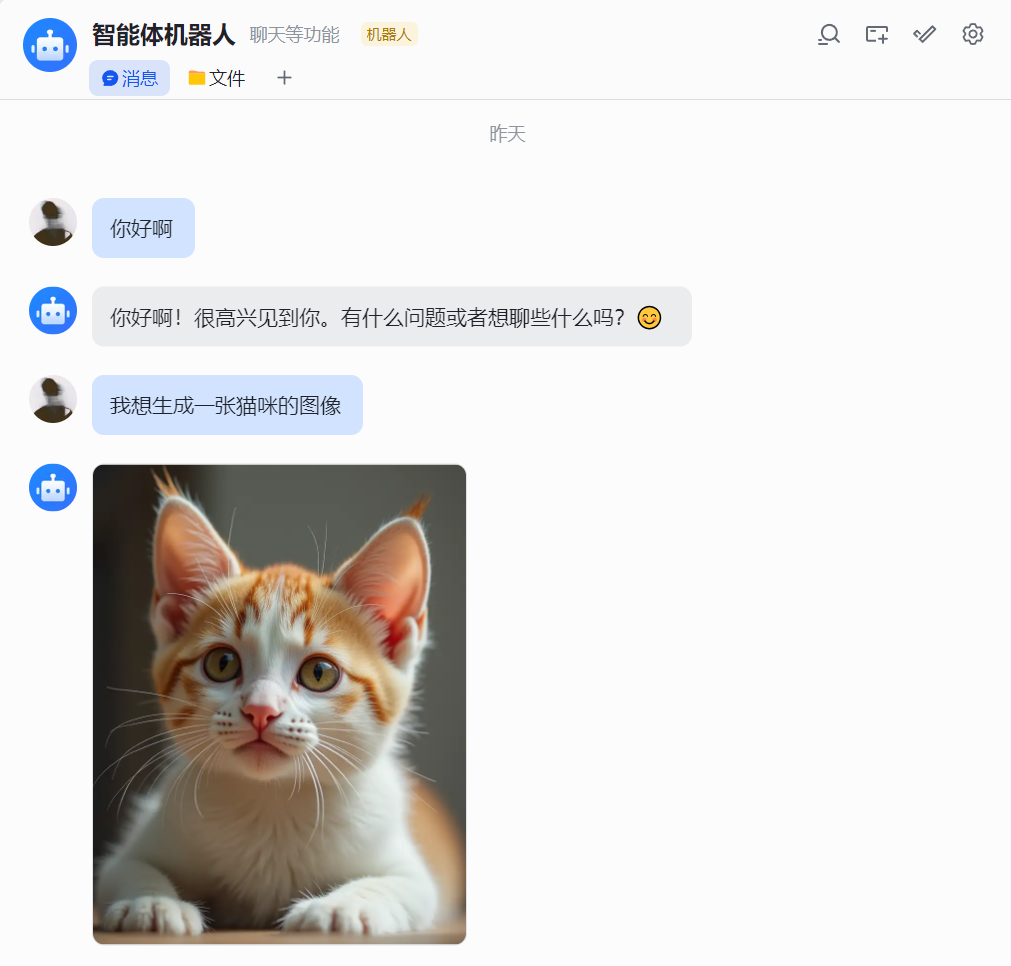 智能体机器人 聊天等功能 机器人
消息 文件
昨天
你好啊
你好啊！很高兴见到你。有什么问题或者想聊些什么吗？😊
我想生成一张猫咪的图像